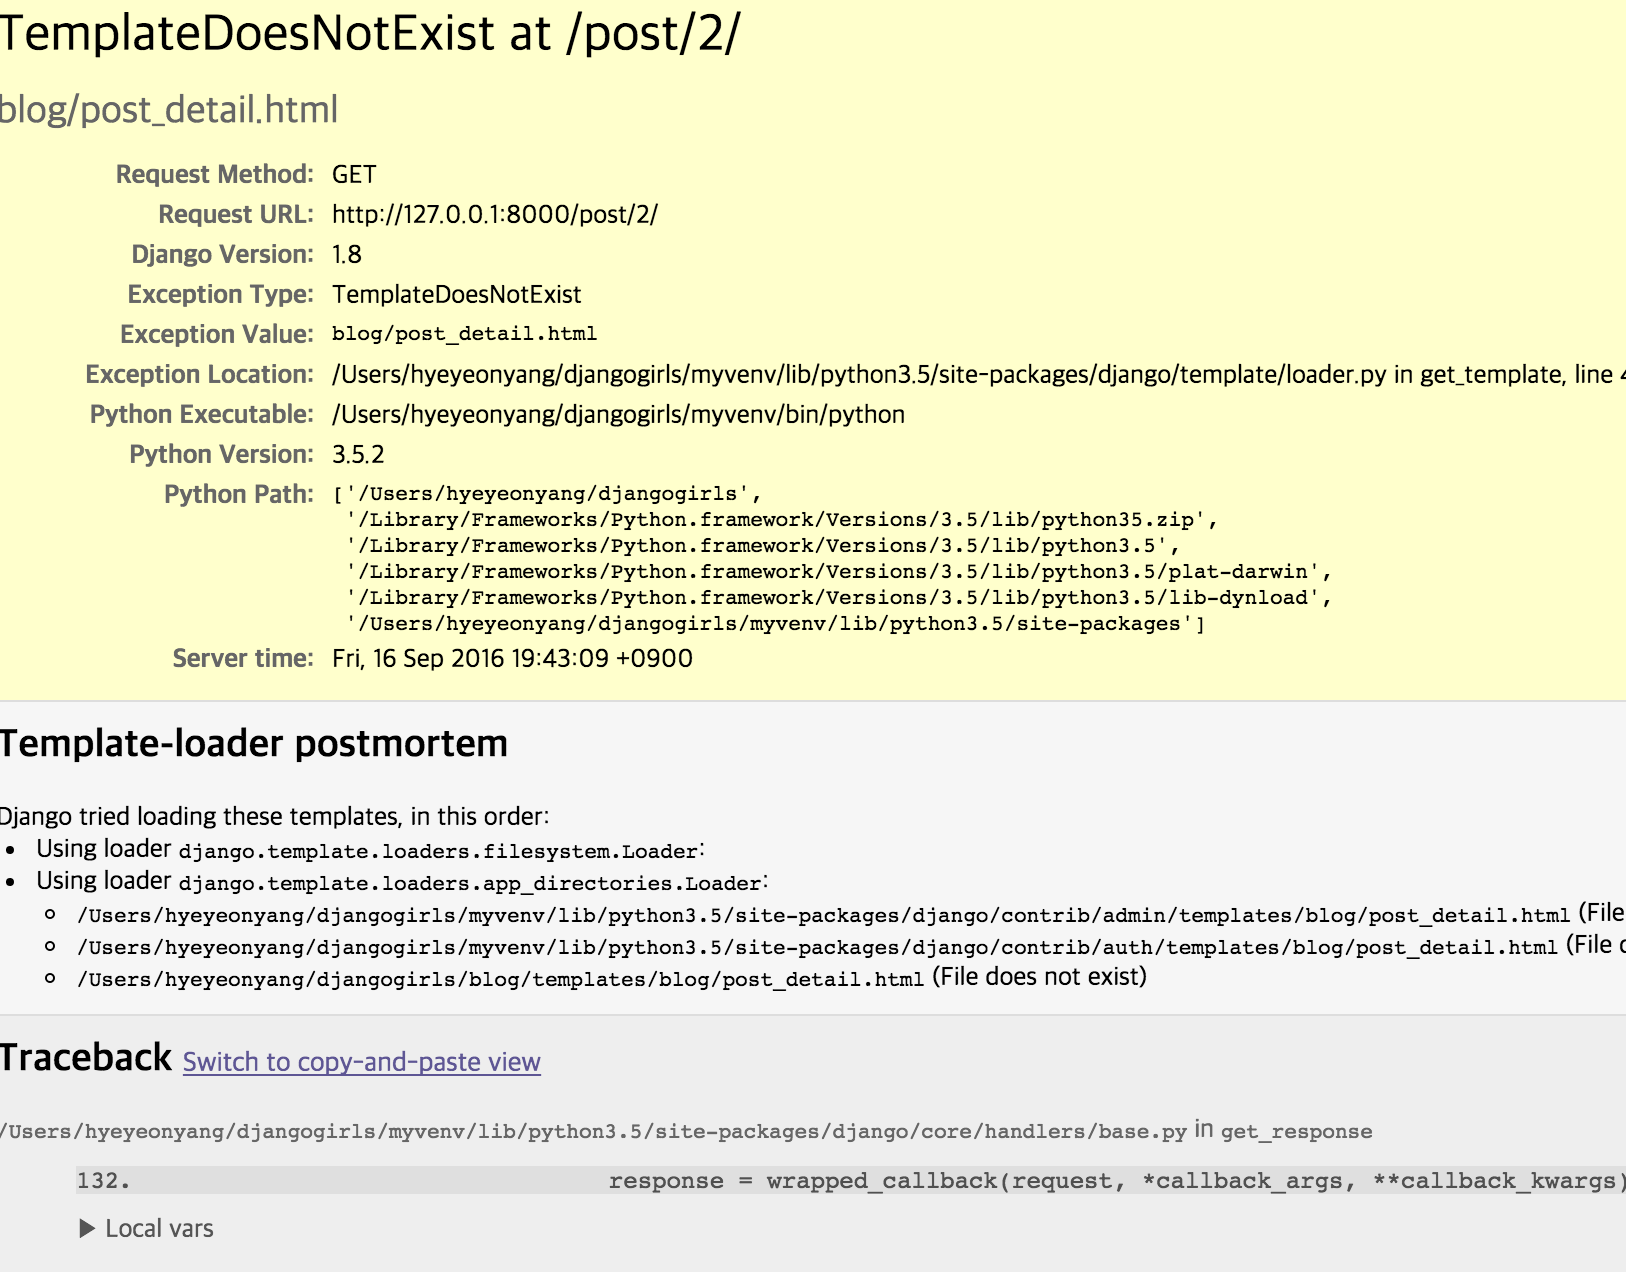 TemplateDoesNotExist at /post/2/
blog/post_detail.html
Request Method: GET
Request URL: http://127.0.0.1:8000/post/2/
Django Version: 1.8
Exception Type: TemplateDoesNotExist
Exception Value: blog/post_detail.html
Exception Location: /Users/hyeyeonyang/djangogirls/myvenv/lib/python3.5/site-packages/django/template/loader.py in get_template, line
Python Executable: /Users/hyeyeonyang/djangogirls/myvenv/bin/python
Python Version: 3.5.2
Python Path: ['/Users/hyeyeonyang/djangogirls',
'/Library/Frameworks/Python.framework/Versions/3.5/lib/python35.zip',
'/Library/Frameworks/Python.framework/Versions/3.5/lib/python3.5',
'/Library/Frameworks/Python.framework/Versions/3.5/lib/python3.5/plat-darwin',
'/Library/Frameworks/Python.framework/Versions/3.5/lib/python3.5/lib-dynload',
'/Users/hyeyeonyang/djangogirls/myvenv/lib/python3.5/site-packages']
Server time: Fri, 16 Sep 2016 19:43:09 +0900
Template-loader postmortem
Django tried loading these templates, in this order:
• Using loader django.template.loaders.filesystem.Loader:
• Using loader django.template.loaders.app_directories.Loader:
◦ /Users/hyeyeonyang/djangogirls/myvenv/lib/python3.5/site-packages/django/contrib/admin/templates/blog/post_detail.html (File
◦ /Users/hyeyeonyang/djangogirls/myvenv/lib/python3.5/site-packages/django/contrib/auth/templates/blog/post_detail.html (File
◦ /Users/hyeyeonyang/djangogirls/blog/templates/blog/post_detail.html (File does not exist)
Traceback Switch to copy-and-paste view
/Users/hyeyeonyang/djangogirls/myvenv/lib/python3.5/site-packages/django/core/handlers/base.py in get_response
132. response = wrapped_callback(request, *callback_args, **callback_kwargs)
▶ Local vars